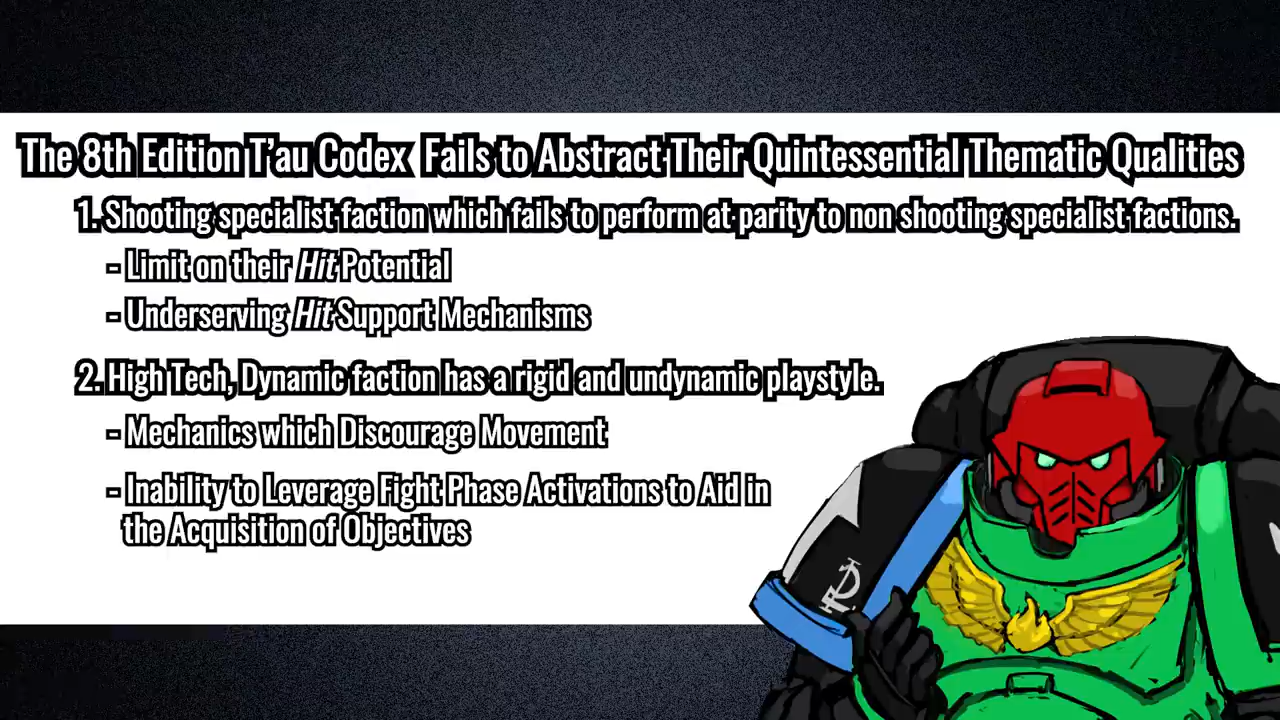 The 8th Edition T'au Codex Fails to Abstract Their Quintessential Thematic Qualities
1. Shooting specialist faction which fails to perform at parity to non shooting specialist factions.
- Limit on their Hit Potential
- Underserving Hit Support Mechanisms
2. High Tech, Dynamic faction has a rigid and undynamic playstyle.
- Mechanics which Discourage Movement
- Inability to Leverage Fight Phase Activations to Aid in
the Acquisition of Objectives